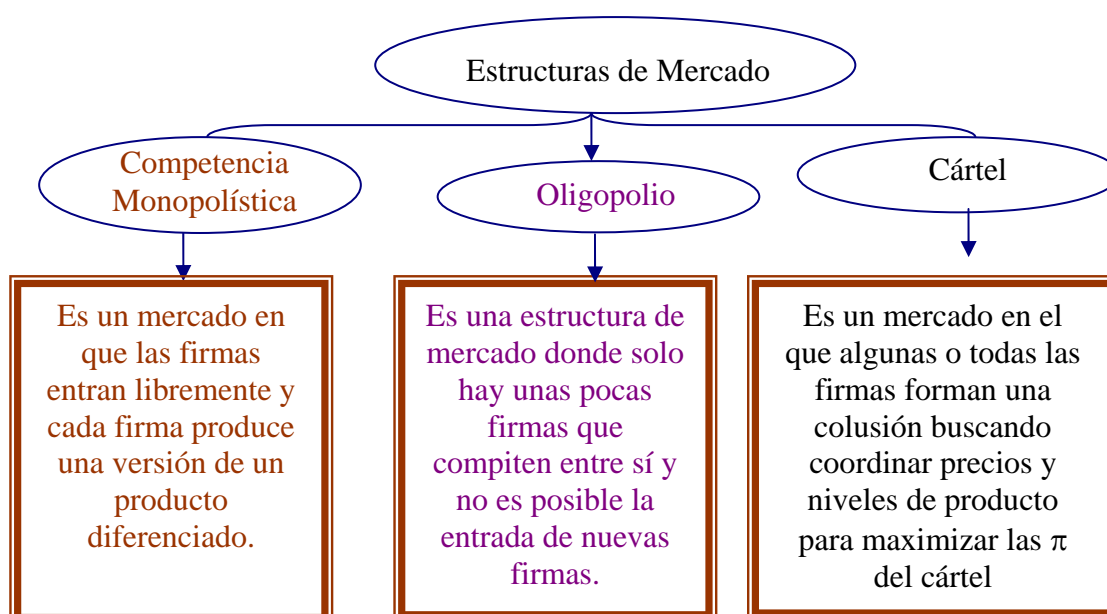 Estructuras de Mercado
Competencia
Monopolística
Oligopolio
Cártel
Es un mercado en
que las firmas
entran libremente y
cada firma produce
una versión de un
producto
diferenciado.
Es una estructura de
mercado donde solo
hay unas pocas
firmas que
compiten entre sí y
no es posible la
entrada de nuevas
firmas.
Es un mercado en el
que algunas o todas las
firmas forman una
colusión buscando
coordinar precios y
niveles de producto
para maximizar las π
del cártel